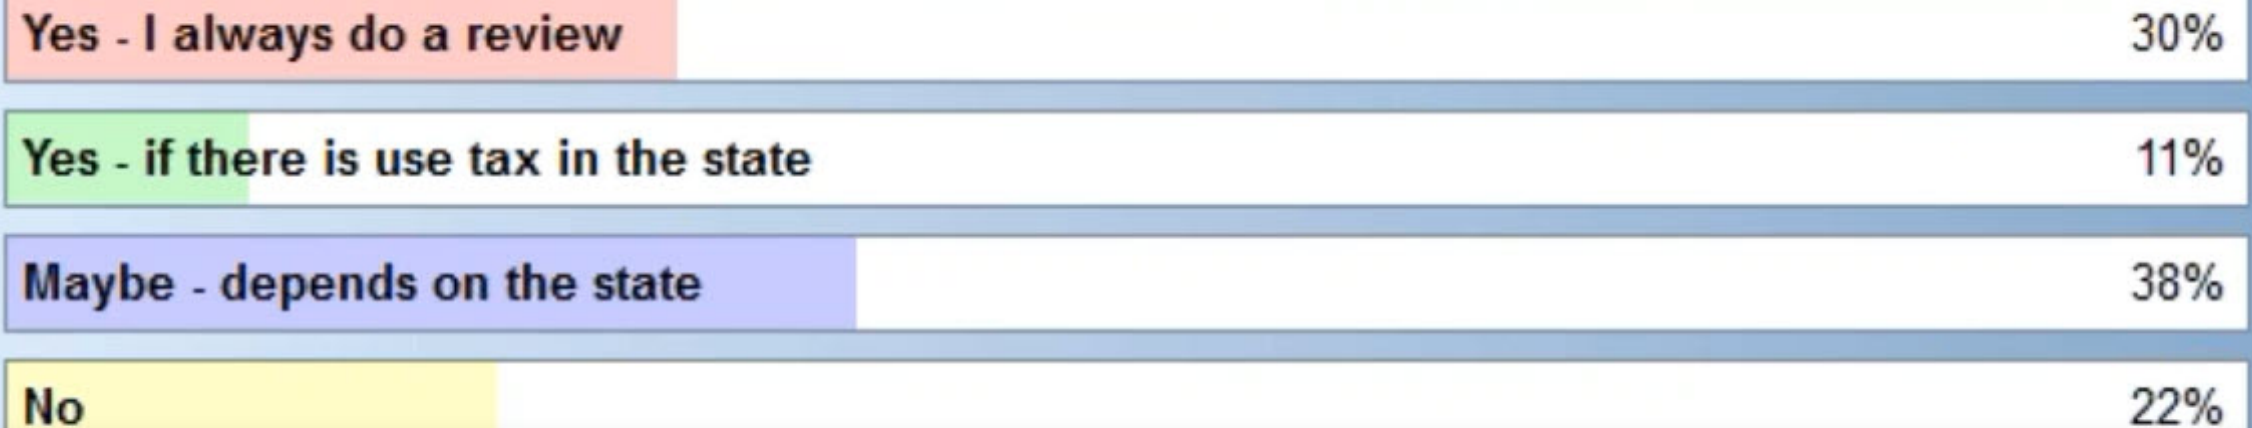 Yes - I always do a review 30%
Yes - if there is use tax in the state 11%
Maybe - depends on the state 38%
No 22%